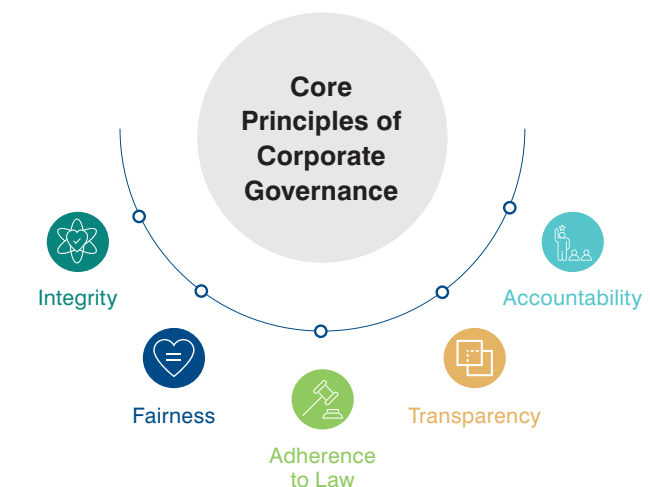 Core
Principles of
Corporate
Governance
Integrity
Accountability
Fairness
Transparency
Adherence
to Law